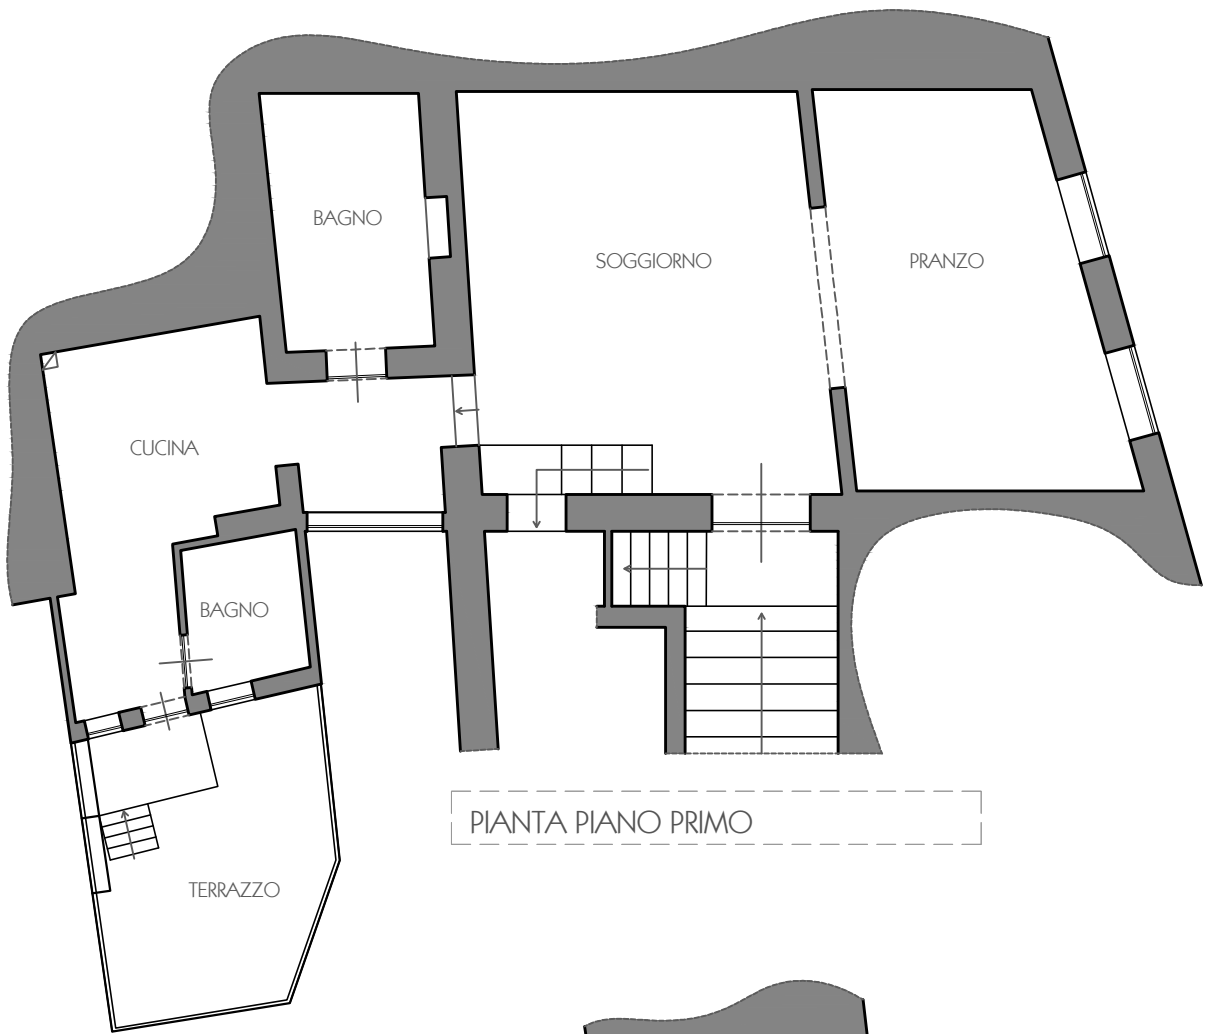 BAGNO
SOGGIORNO
PRANZO
CUCINA
BAGNO
PIANTA PIANO PRIMO
TERRAZZO